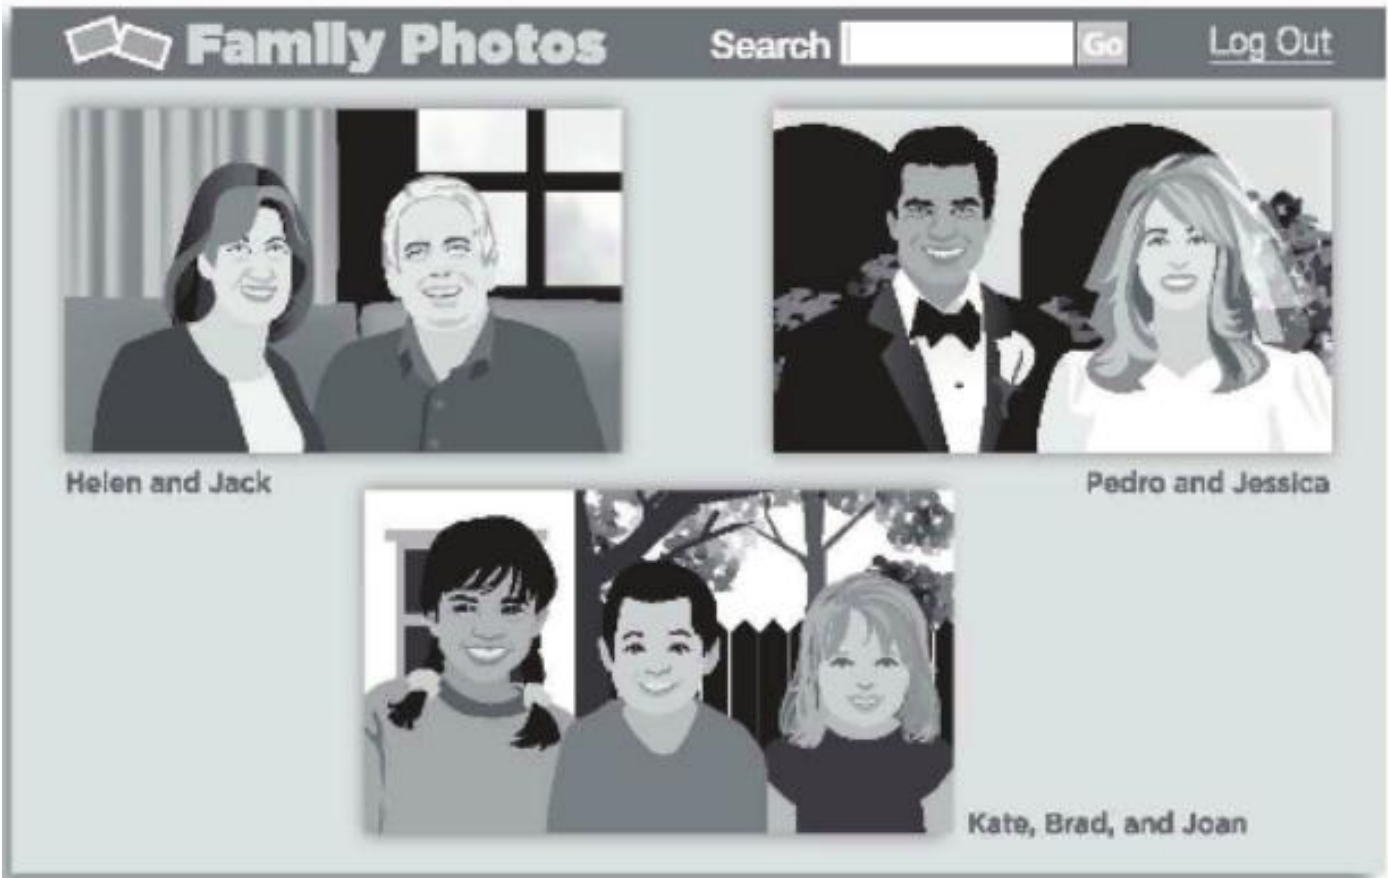 Family Photos
Search
Go
Log Out
Helen and Jack
Pedro and Jessica
Kate, Brad, and Joan